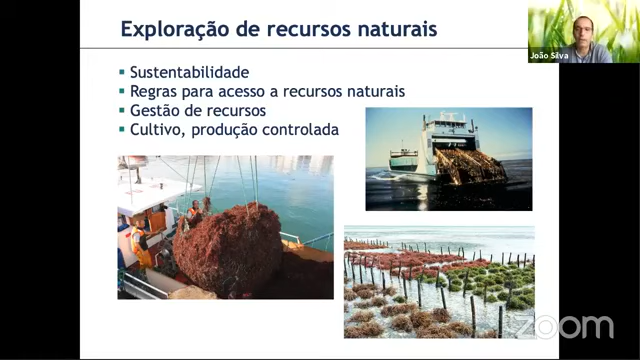 Exploração de recursos naturais
João Silva
▪ Sustentabilidade
▪ Regras para acesso a recursos naturais
▪ Gestão de recursos
▪ Cultivo, produção controlada
zoom